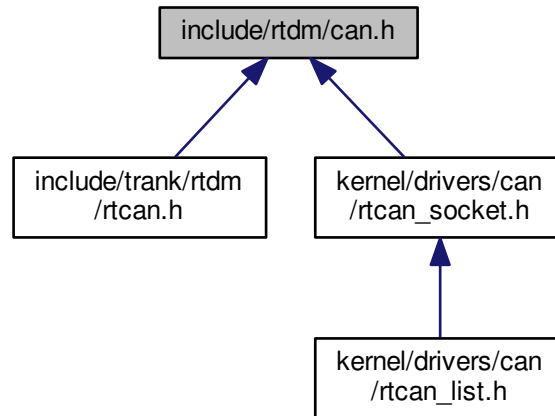 include/rtdm/can.h
include/trank/rtdm
/rtcan.h
kernel/drivers/can
/rtcan_socket.h
kernel/drivers/can
/rtcan_list.h